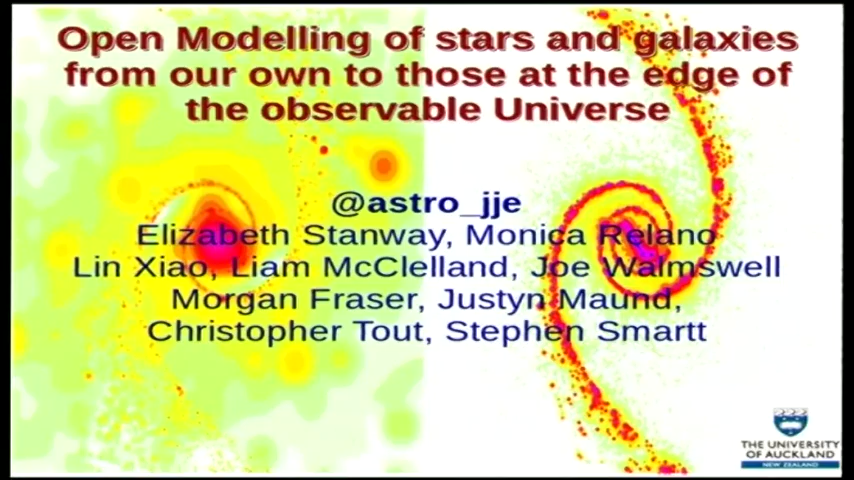 Open Modelling of stars and galaxies
from our own to those at the edge of
the observable Universe
@astro_jje
Elizabeth Stanway, Monica Relano
Lin Xiao, Liam McClelland, Joe Walmswell
Morgan Fraser, Justyn Maund,
Christopher Tout, Stephen Smartt
THE UNIVERSITY
OF AUCKLAND
NEW ZEALAND